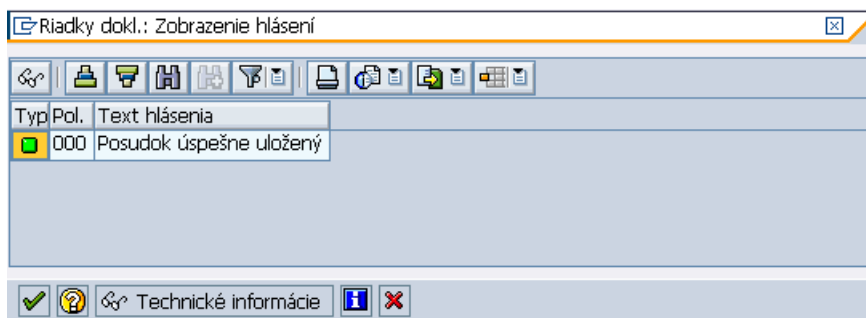 Riadky dokl.: Zobrazenie hlásení
Typ Pol. Text hlásenia
000 Posudok úspešne uložený
Technické informácie